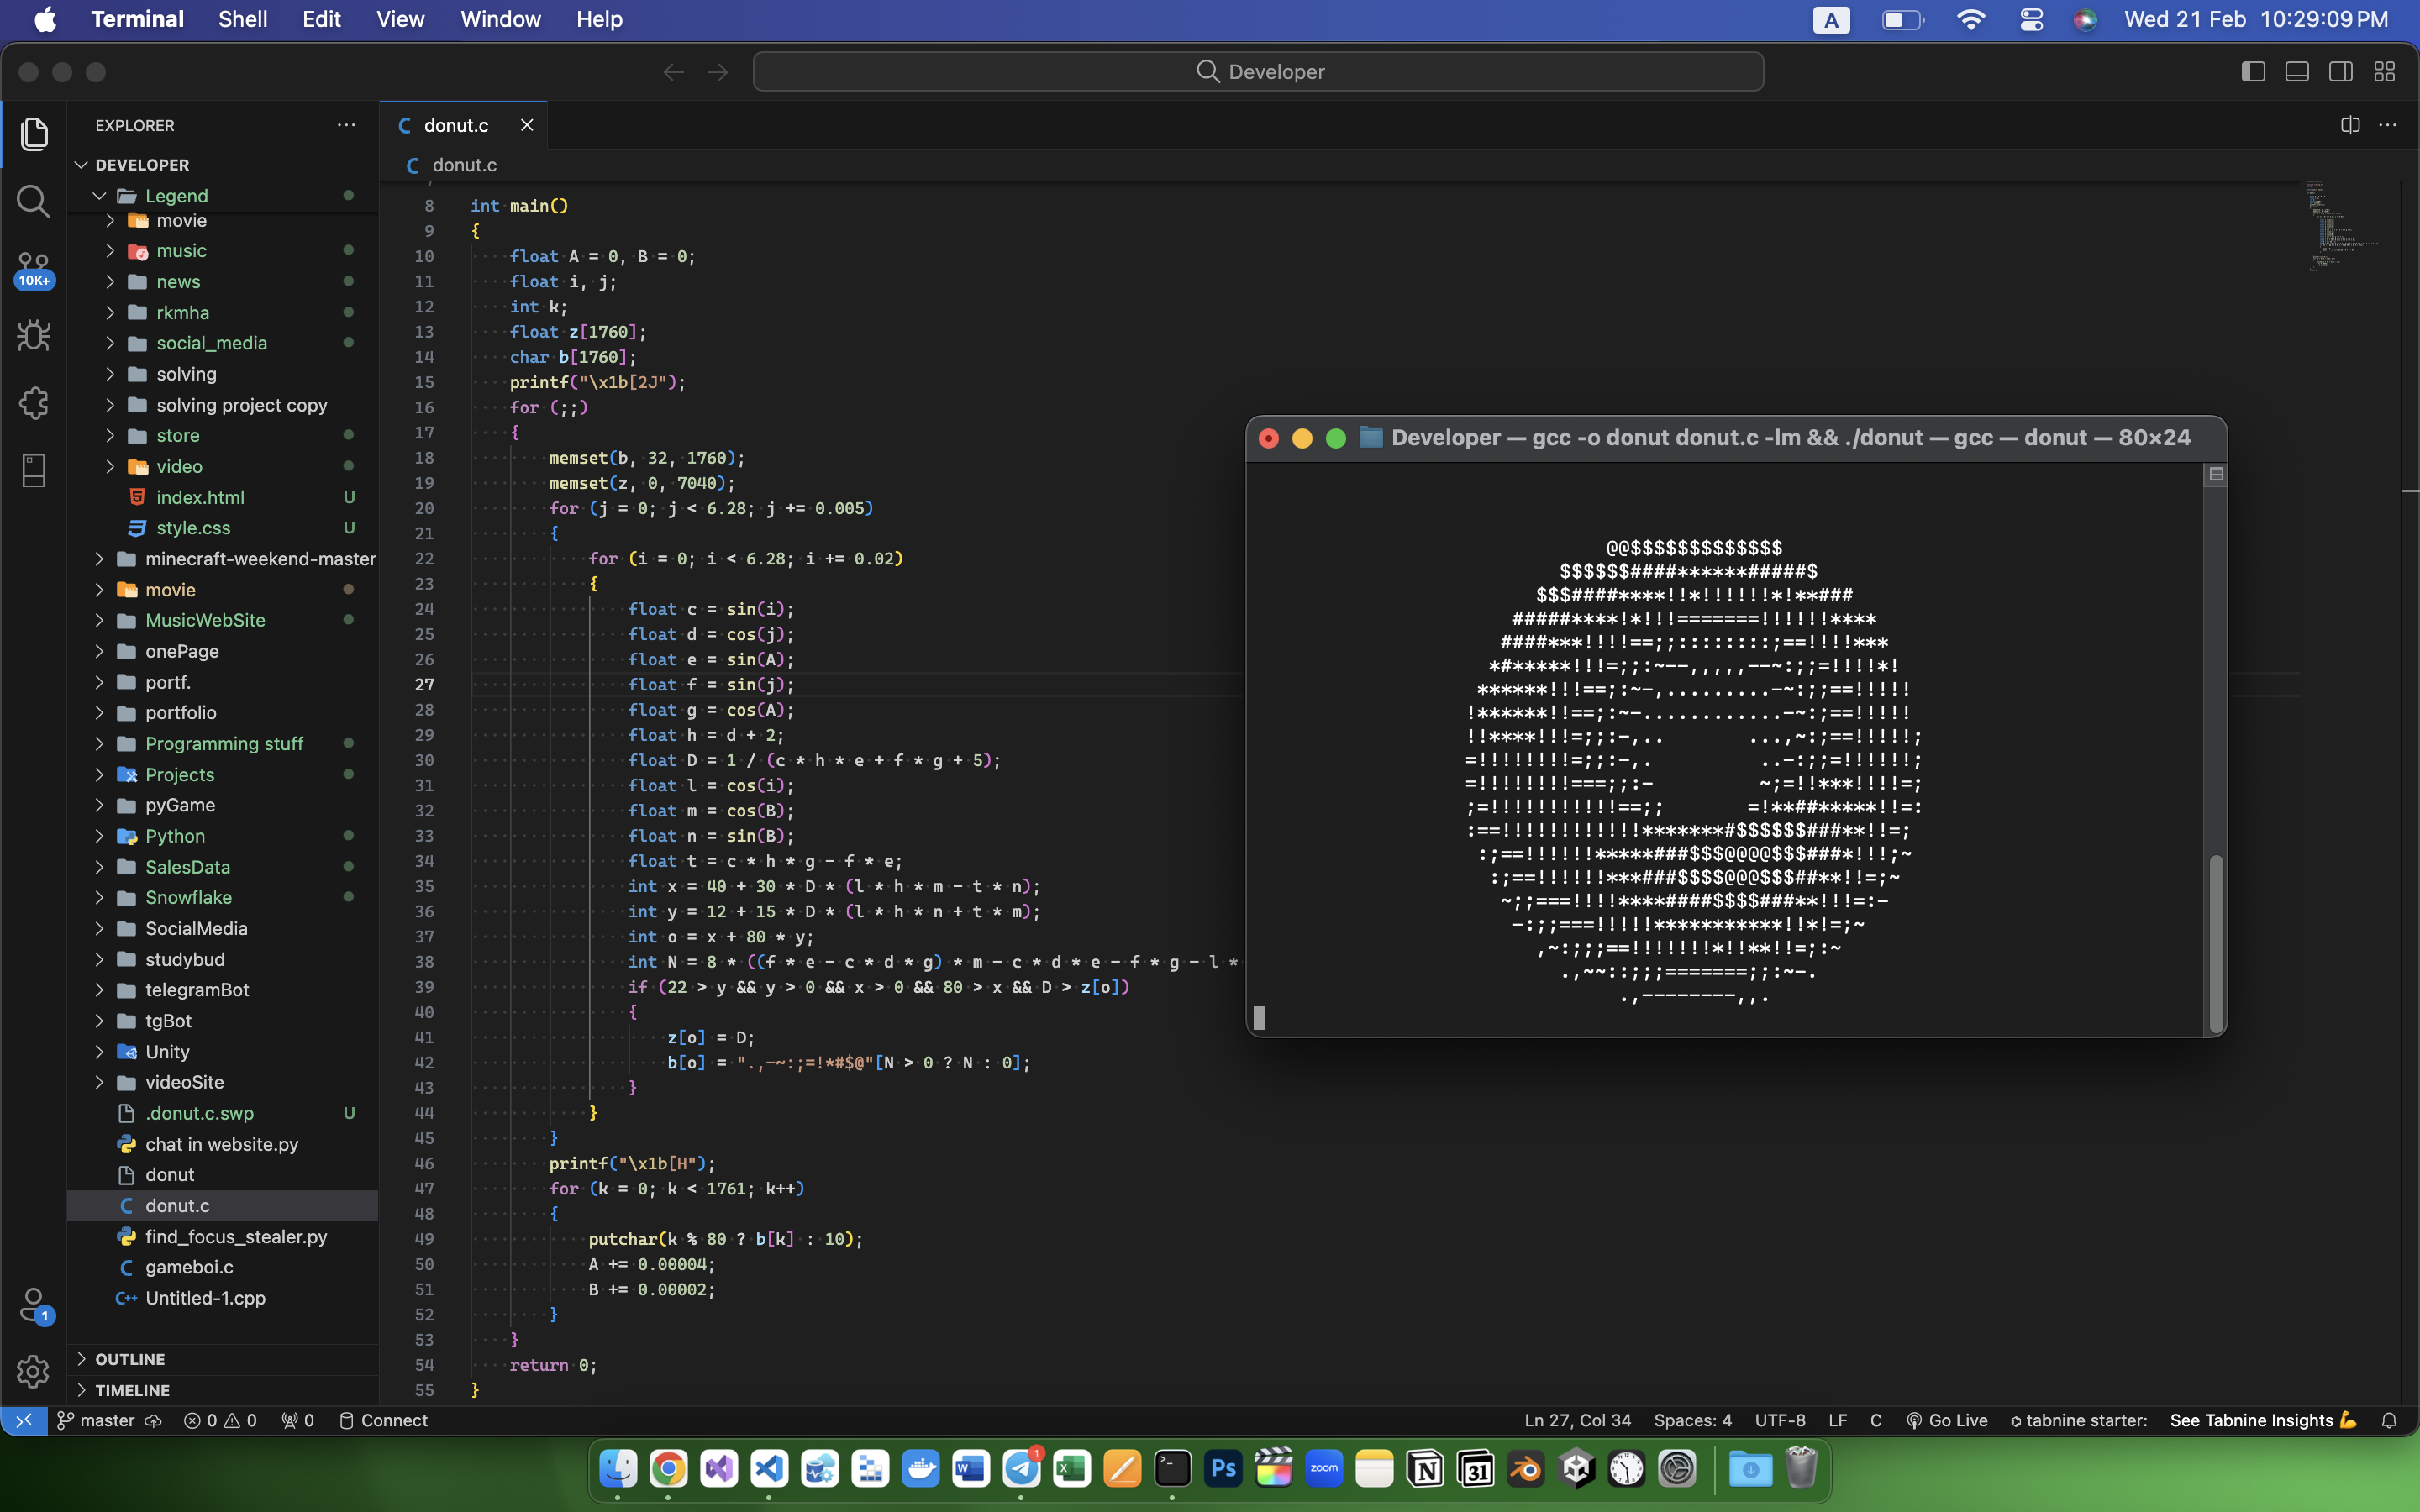 Terminal Shell Edit View Window Help
A
Wed 21 Feb 10:29:09 PM
Developer
EXPLORER
DEVELOPER
Legend
movie
music
news
rkmha
social_media
solving
solving project copy
store
video
index.html U
style.css U
minecraft-weekend-master
movie
MusicWebSite
onePage
portf.
portfolio
Programming stuff
Projects
pyGame
Python
SalesData
Snowflake
SocialMedia
studybud
telegramBot
tgBot
Unity
videoSite
.donut.c.swp U
chat in website.py
donut
C donut.c
find_focus_stealer.py
C gameboi.c
C++ Untitled-1.cpp
OUTLINE
TIMELINE
10K+
1
C donut.c
C donut.c
8 int main()
9 {
10 float A = 0, B = 0;
11 float i, j;
12 int k;
13 float z[1760];
14 char b[1760];
15 printf("\x1b[2J");
16 for (;;)
17 {
18 memset(b, 32, 1760);
19 memset(z, 0, 7040);
20 for (j = 0; j < 6.28; j += 0.005)
21 {
22 for (i = 0; i < 6.28; i += 0.02)
23 {
24 float c = sin(i);
25 float d = cos(j);
26 float e = sin(A);
27 float f = sin(j);
28 float g = cos(A);
29 float h = d + 2;
30 float D = 1 / (c * h * e + f * g + 5);
31 float l = cos(i);
32 float m = cos(B);
33 float n = sin(B);
34 float t = c * h * g - f * e;
35 int x = 40 + 30 * D * (l * h * m - t * n);
36 int y = 12 + 15 * D * (l * h * n + t * m);
37 int o = x + 80 * y;
38 int N = 8 * ((f * e - c * d * g) * m - c * d * e - f * g - l *
39 if (22 > y && y > 0 && x > 0 && 80 > x && D > z[o])
40 {
41 z[o] = D;
42 b[o] = ".,-~:;=!*#$@"[N > 0 ? N : 0];
43 }
44 }
45 }
46 printf("\x1b[H");
47 for (k = 0; k < 1761; k++)
48 {
49 putchar(k % 80 ? b[k] : 10);
50 A += 0.00004;
51 B += 0.00002;
52 }
53 }
54 return 0;
55 }
Developer — gcc -o donut donut.c -lm && ./donut — gcc — donut — 80×24
@@$$$$$$$$$$$$$
$$$$$$####******#####$
$$$####****!!*!!!!!!*!**###
#####****!*!!!=======!!!!!!****
####***!!!!==;;::::::::;==!!!!***
*#*****!!!=;;:~--,,,,,--~:;;=!!!!*!
******!!!==;:~-,.........-~:;;==!!!!!
!******!!==;:~-............-~:;==!!!!!
!!****!!!=;;:-,.. ...,~:;==!!!!!;
=!!!!!!!!=;;:-,. ..-:;;=!!!!!!;
=!!!!!!!!===;;:- ~;=!!***!!!!=;
;=!!!!!!!!!!!==;; =!**##*****!!=:
:==!!!!!!!!!!!!*******#$$$$$$###**!!=;
:;==!!!!!!*****###$$$@@@@$$$###*!!!;~
:;==!!!!!!***###$$$$@@@$$$##**!!=;~
~;;===!!!!****####$$$$###**!!!=:-
-:;;===!!!!!***********!!*!=;~
,~:;;;==!!!!!!!*!!**!!=;:~
.,~~::;;;=======;;:~-.
.,--------,,.
master 0 0 0 Connect
Ln 27, Col 34 Spaces: 4 UTF-8 LF C Go Live tabnine starter: See Tabnine Insights 💪
W
1
X
>_
Ps
zoom
N
31